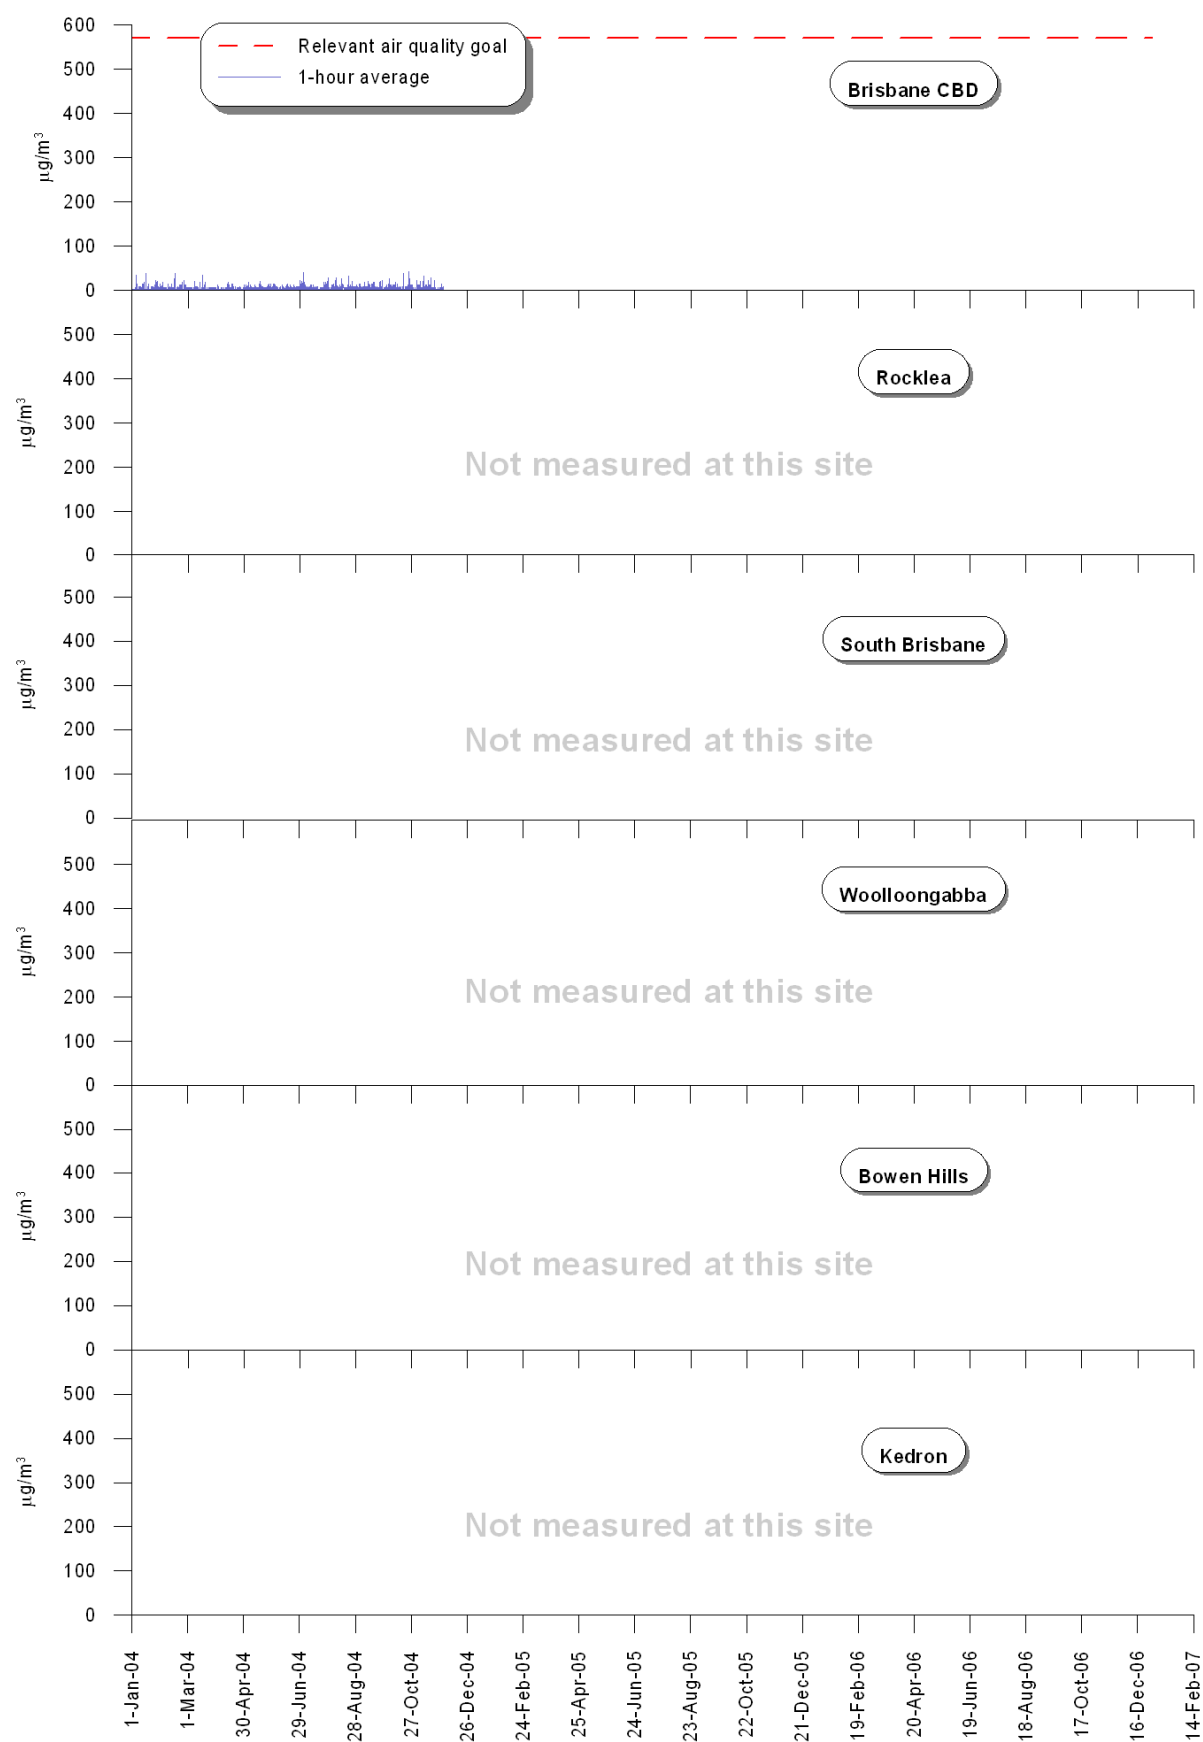 600
Relevant air quality goal
1-hour average
500
Brisbane CBD
400
µg/m³
300
200
100
0
500
Rocklea
400
µg/m³
300
Not measured at this site
200
100
0
500
South Brisbane
400
µg/m³
300
Not measured at this site
200
100
0
500
Woolloongabba
400
µg/m³
300
Not measured at this site
200
100
0
500
Bowen Hills
400
µg/m³
300
Not measured at this site
200
100
0
500
Kedron
400
µg/m³
300
Not measured at this site
200
100
0
1-Jan-04
1-Mar-04
30-Apr-04
29-Jun-04
28-Aug-04
27-Oct-04
26-Dec-04
24-Feb-05
25-Apr-05
24-Jun-05
23-Aug-05
22-Oct-05
21-Dec-05
19-Feb-06
20-Apr-06
19-Jun-06
18-Aug-06
17-Oct-06
16-Dec-06
14-Feb-07